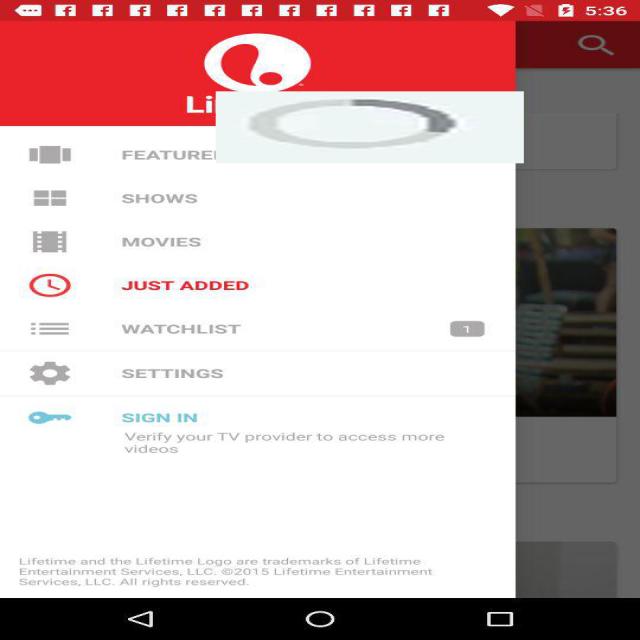 5:36
SHOWS
MOVIES
JUST ADDED
WATCHLIST 1
SETTINGS
SIGN IN
Verify your TV provider to access more
videos
Lifetime and the Lifetime Logo are trademarks of Lifetime
Entertainment Services, LLC. ©2015 Lifetime Entertainment
Services, LLC. All rights reserved.